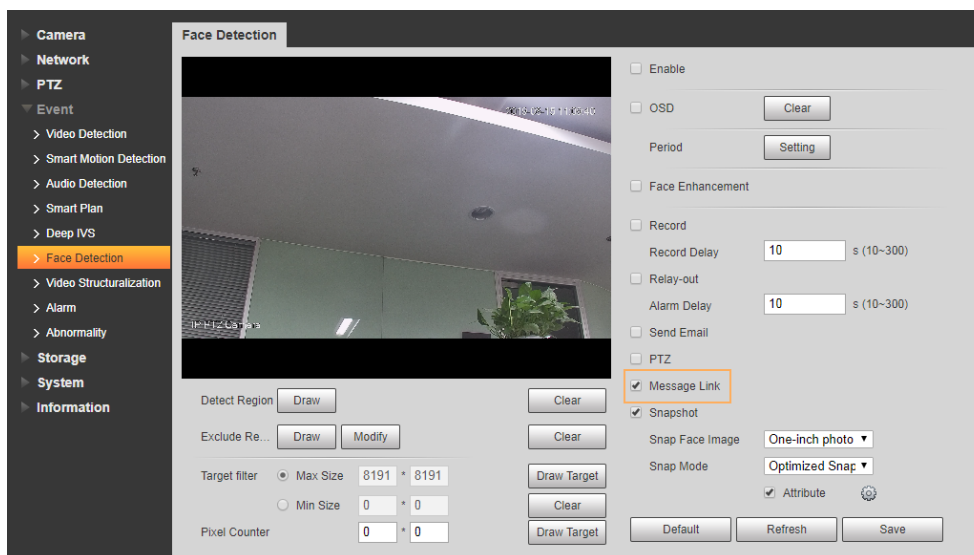 Camera
Network
PTZ
Event
Video Detection
Smart Motion Detection
Audio Detection
Smart Plan
Deep IVS
Face Detection
Video Structuralization
Alarm
Abnormality
Storage
System
Information
Face Detection
IP PTZ Camera
Detect Region Draw Clear
Exclude Re... Draw Modify Clear
Target filter Max Size 8191 * 8191 Draw Target
Min Size 0 * 0 Clear
Pixel Counter 0 * 0 Draw Target
Enable
OSD Clear
Period Setting
Face Enhancement
Record
Record Delay 10 s (10~300)
Relay-out
Alarm Delay 10 s (10~300)
Send Email
PTZ
Message Link
Snapshot
Snap Face Image One-inch photo
Snap Mode Optimized Snap
Attribute
Default Refresh Save